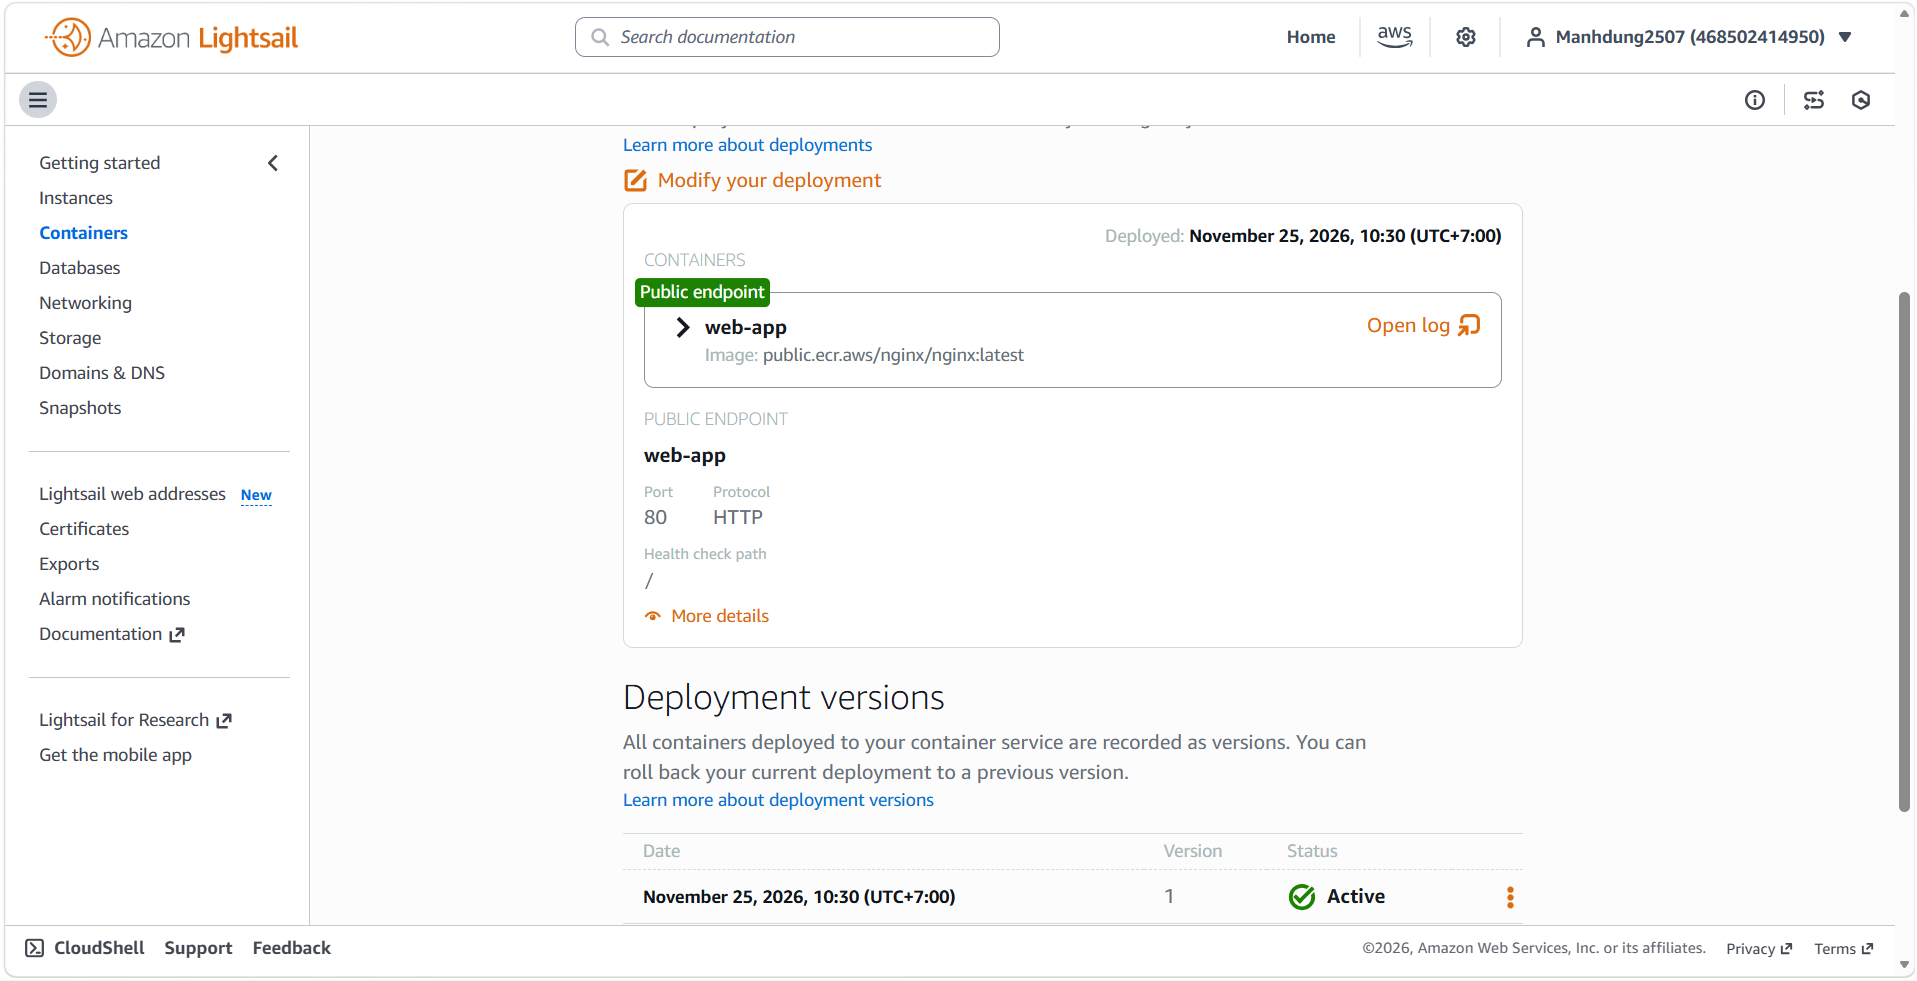 Amazon Lightsail
Search documentation
Home
aws
Manhdung2507 (468502414950)
Getting started
Instances
Containers
Databases
Networking
Storage
Domains & DNS
Snapshots
Lightsail web addresses New
Certificates
Exports
Alarm notifications
Documentation
Lightsail for Research
Get the mobile app
Learn more about deployments
Modify your deployment
Deployed: November 25, 2026, 10:30 (UTC+7:00)
CONTAINERS
Public endpoint
web-app
Open log
Image: public.ecr.aws/nginx/nginx:latest
PUBLIC ENDPOINT
web-app
Port Protocol
80 HTTP
Health check path
/
More details
Deployment versions
All containers deployed to your container service are recorded as versions. You can
roll back your current deployment to a previous version.
Learn more about deployment versions
Date Version Status
November 25, 2026, 10:30 (UTC+7:00) 1 Active
CloudShell Support Feedback
©2026, Amazon Web Services, Inc. or its affiliates. Privacy Terms